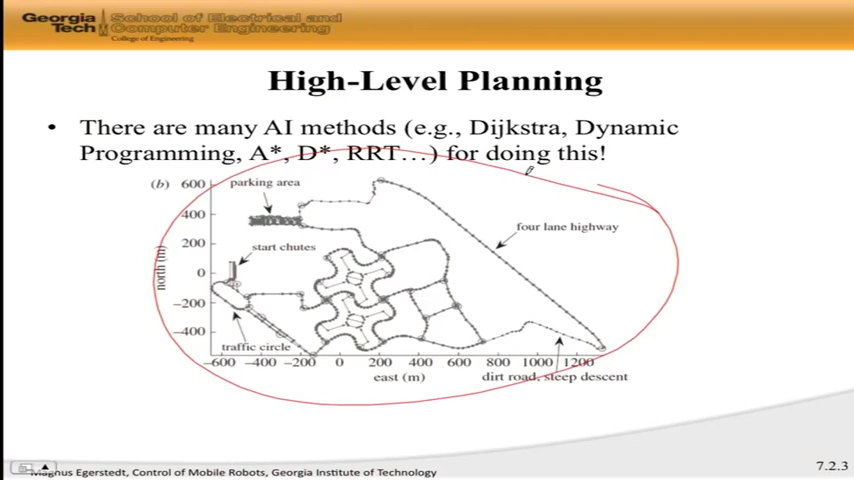 Georgia Tech
School of Electrical and Computer Engineering
College of Engineering
High-Level Planning
• There are many AI methods (e.g., Dijkstra, Dynamic
Programming, A*, D*, RRT…) for doing this!
(b)
600
parking area
400
four lane highway
200
start chutes
0
north (m)
−200
−400
traffic circle
−600 −400 −200 0 200 400 600 800 1000 1200
east (m)
dirt road, steep descent
Magnus Egerstedt, Control of Mobile Robots, Georgia Institute of Technology
7.2.3